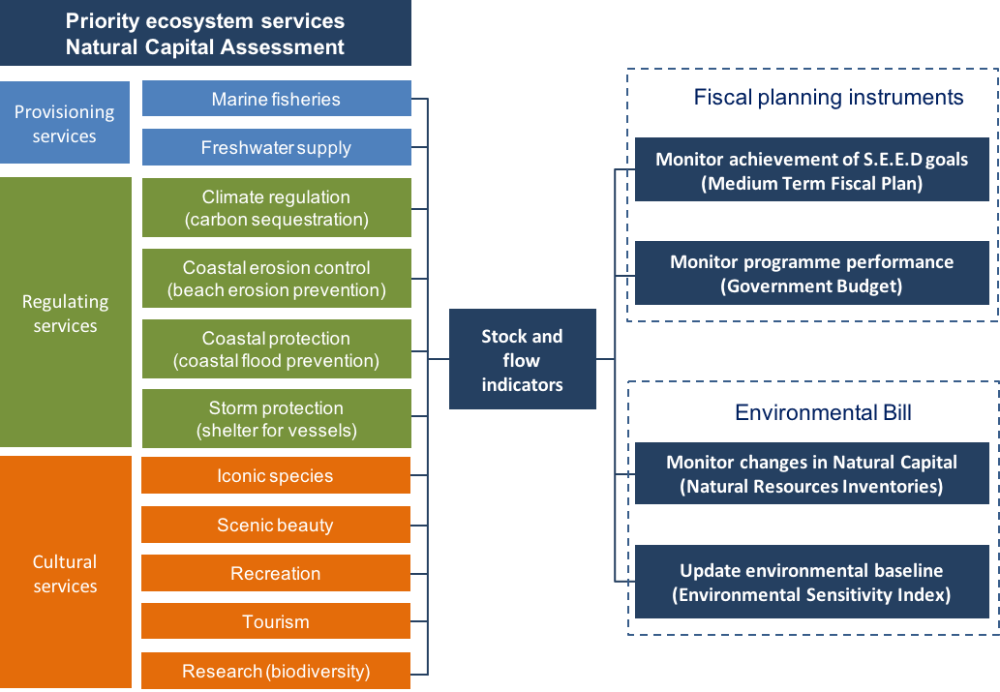 Priority ecosystem services
Natural Capital Assessment
Provisioning
services
Marine fisheries
Freshwater supply
Regulating
services
Climate regulation
(carbon sequestration)
Coastal erosion control
(beach erosion prevention)
Coastal protection
(coastal flood prevention)
Storm protection
(shelter for vessels)
Cultural
services
Iconic species
Scenic beauty
Recreation
Tourism
Research (biodiversity)
Stock and
flow
indicators
Fiscal planning instruments
Monitor achievement of S.E.E.D goals
(Medium Term Fiscal Plan)
Monitor programme performance
(Government Budget)
Environmental Bill
Monitor changes in Natural Capital
(Natural Resources Inventories)
Update environmental baseline
(Environmental Sensitivity Index)